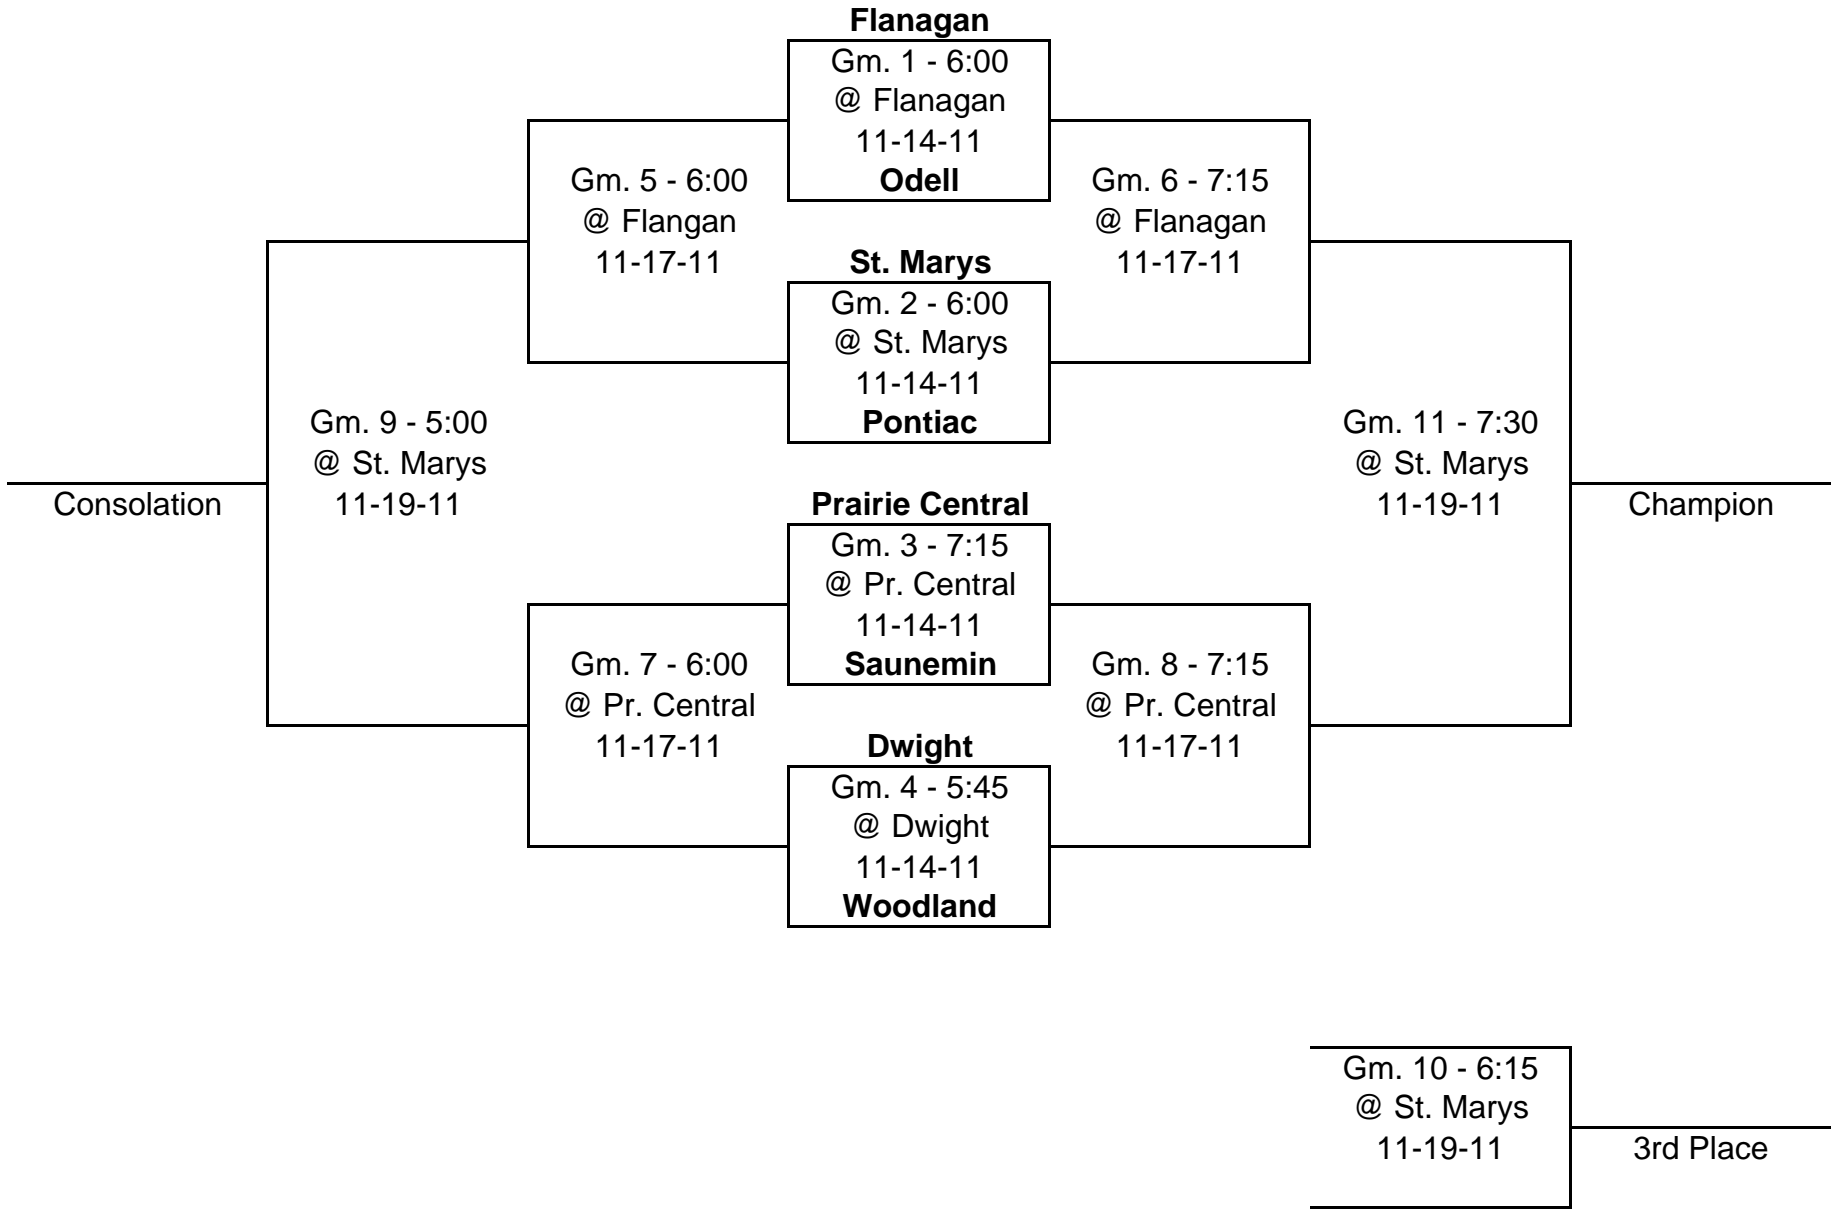 Flanagan
Gm. 1 - 6:00
@ Flanagan
11-14-11
Odell
Gm. 5 - 6:00
@ Flangan
11-17-11
Gm. 6 - 7:15
@ Flanagan
11-17-11
St. Marys
Gm. 2 - 6:00
@ St. Marys
11-14-11
Pontiac
Gm. 9 - 5:00
@ St. Marys
11-19-11
Consolation
Gm. 11 - 7:30
@ St. Marys
11-19-11
Champion
Prairie Central
Gm. 3 - 7:15
@ Pr. Central
11-14-11
Saunemin
Gm. 7 - 6:00
@ Pr. Central
11-17-11
Gm. 8 - 7:15
@ Pr. Central
11-17-11
Dwight
Gm. 4 - 5:45
@ Dwight
11-14-11
Woodland
Gm. 10 - 6:15
@ St. Marys
11-19-11
3rd Place